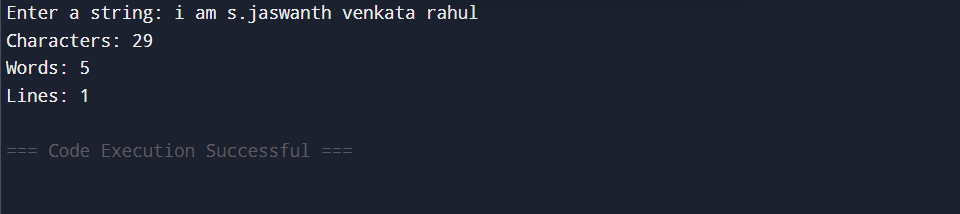 Enter a string: i am s.jaswanth venkata rahul
Characters: 29
Words: 5
Lines: 1
=== Code Execution Successful ===